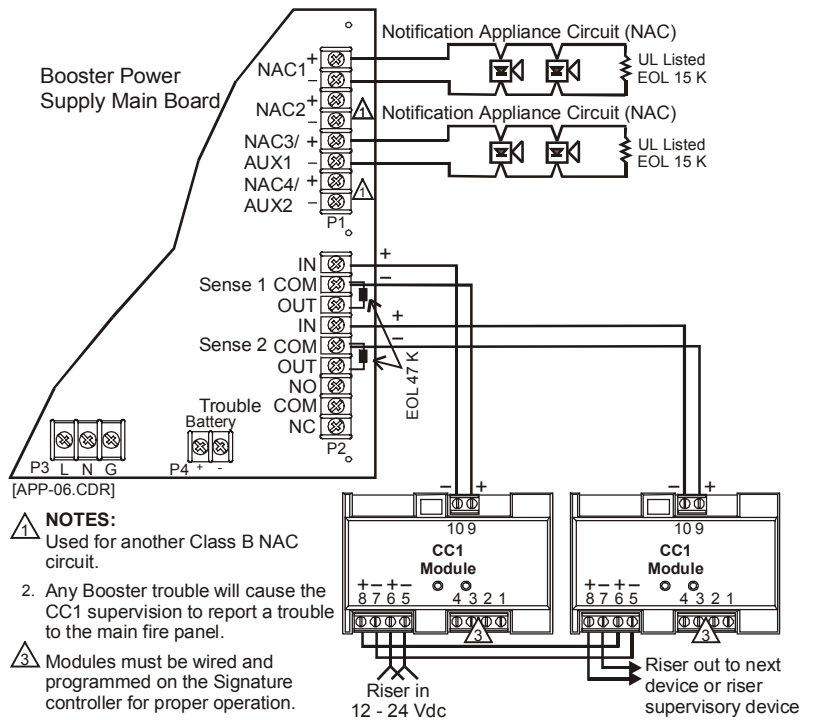 Notification Appliance Circuit (NAC)
Booster Power
Supply Main Board
NAC1
+
−
UL Listed
EOL 15 K
NAC2
+
−
1
Notification Appliance Circuit (NAC)
NAC3/ +
AUX1 −
UL Listed
EOL 15 K
NAC4/ +
AUX2 −
1
P1
IN
+
Sense 1 COM
−
OUT
IN
+
Sense 2 COM
−
OUT
EOL 47 K
NO
Trouble COM
NC
P2
Battery
P3 L N G
P4 + -
[APP-06.CDR]
1 NOTES:
Used for another Class B NAC
circuit.
2. Any Booster trouble will cause the
CC1 supervision to report a trouble
to the main fire panel.
3 Modules must be wired and
programmed on the Signature
controller for proper operation.
− +
10 9
CC1
Module
+ − + −
8 7 6 5 4 3 2 1
3
Riser in
12 - 24 Vdc
− +
10 9
CC1
Module
+ − + −
8 7 6 5 4 3 2 1
3
Riser out to next
device or riser
supervisory device